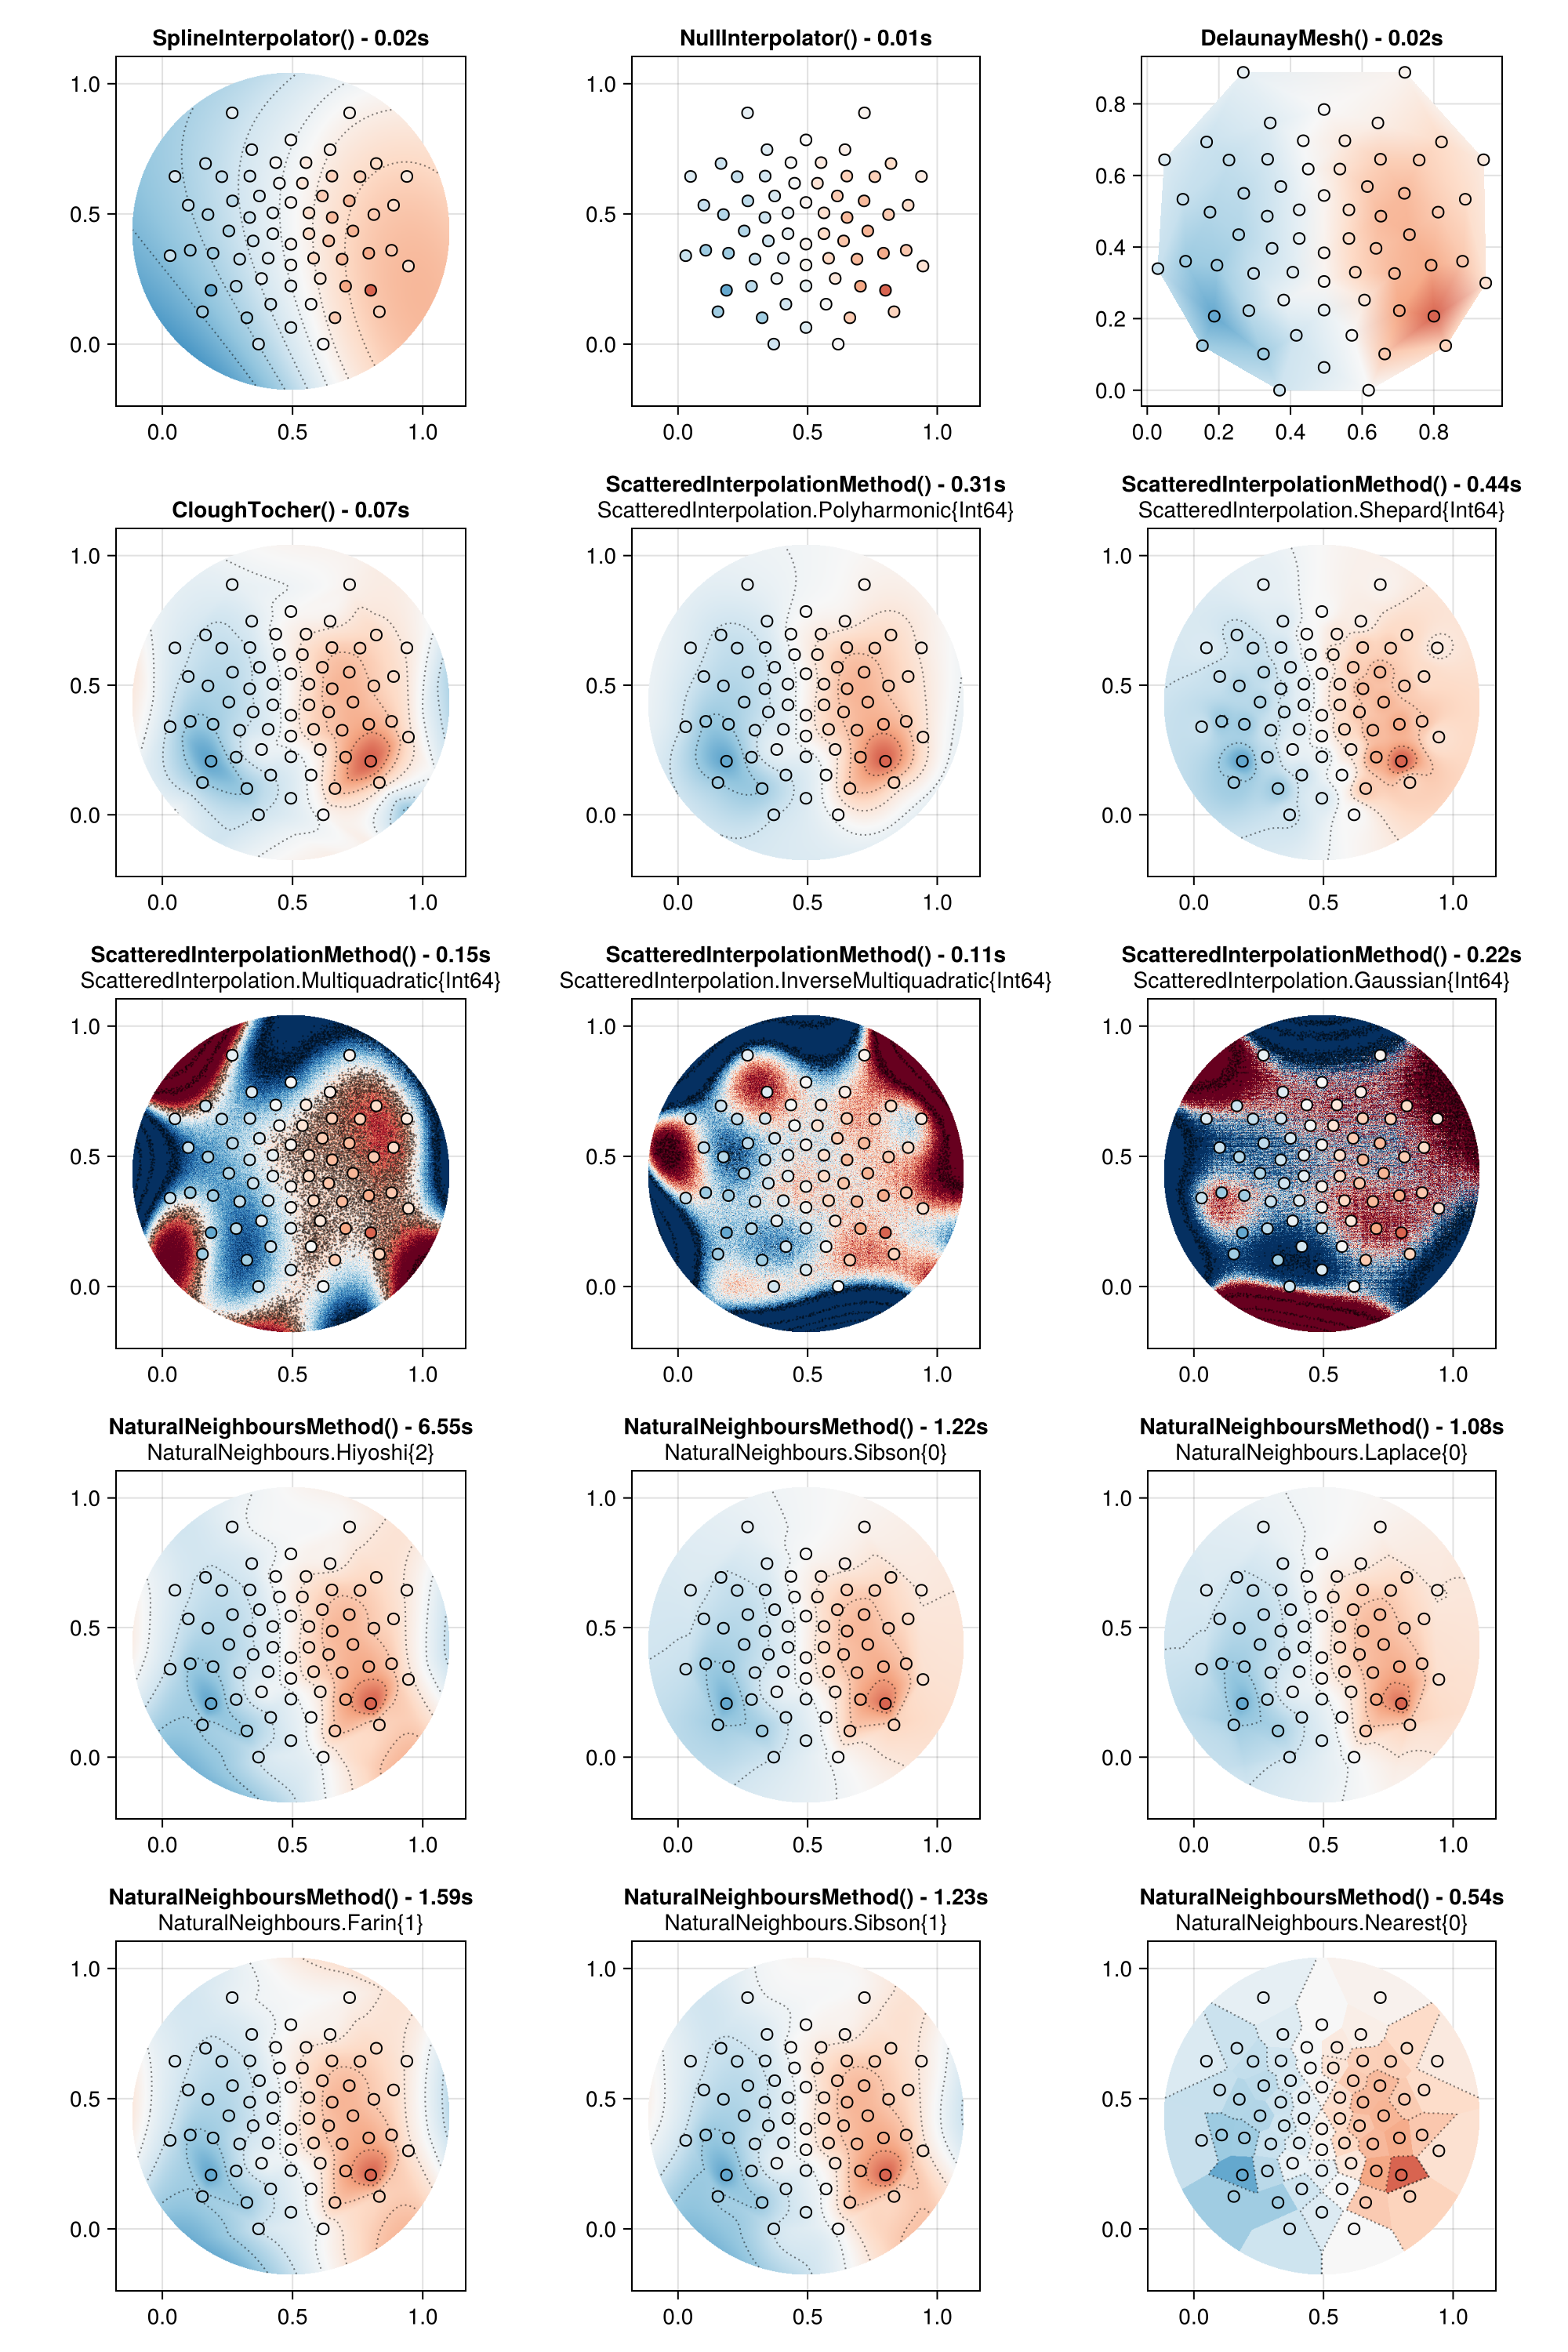 SplineInterpolator() - 0.02s
1.0
0.5
0.0
0.0 0.5 1.0
NullInterpolator() - 0.01s
1.0
0.5
0.0
0.0 0.5 1.0
DelaunayMesh() - 0.02s
0.8
0.6
0.4
0.2
0.0
0.0 0.2 0.4 0.6 0.8
CloughTocher() - 0.07s
1.0
0.5
0.0
0.0 0.5 1.0
ScatteredInterpolationMethod() - 0.31s
ScatteredInterpolation.Polyharmonic{Int64}
1.0
0.5
0.0
0.0 0.5 1.0
ScatteredInterpolationMethod() - 0.44s
ScatteredInterpolation.Shepard{Int64}
1.0
0.5
0.0
0.0 0.5 1.0
ScatteredInterpolationMethod() - 0.15s
ScatteredInterpolation.Multiquadratic{Int64}
1.0
0.5
0.0
0.0 0.5 1.0
ScatteredInterpolationMethod() - 0.11s
ScatteredInterpolation.InverseMultiquadratic{Int64}
1.0
0.5
0.0
0.0 0.5 1.0
ScatteredInterpolationMethod() - 0.22s
ScatteredInterpolation.Gaussian{Int64}
1.0
0.5
0.0
0.0 0.5 1.0
NaturalNeighboursMethod() - 6.55s
NaturalNeighbours.Hiyoshi{2}
1.0
0.5
0.0
0.0 0.5 1.0
NaturalNeighboursMethod() - 1.22s
NaturalNeighbours.Sibson{0}
1.0
0.5
0.0
0.0 0.5 1.0
NaturalNeighboursMethod() - 1.08s
NaturalNeighbours.Laplace{0}
1.0
0.5
0.0
0.0 0.5 1.0
NaturalNeighboursMethod() - 1.59s
NaturalNeighbours.Farin{1}
1.0
0.5
0.0
0.0 0.5 1.0
NaturalNeighboursMethod() - 1.23s
NaturalNeighbours.Sibson{1}
1.0
0.5
0.0
0.0 0.5 1.0
NaturalNeighboursMethod() - 0.54s
NaturalNeighbours.Nearest{0}
1.0
0.5
0.0
0.0 0.5 1.0